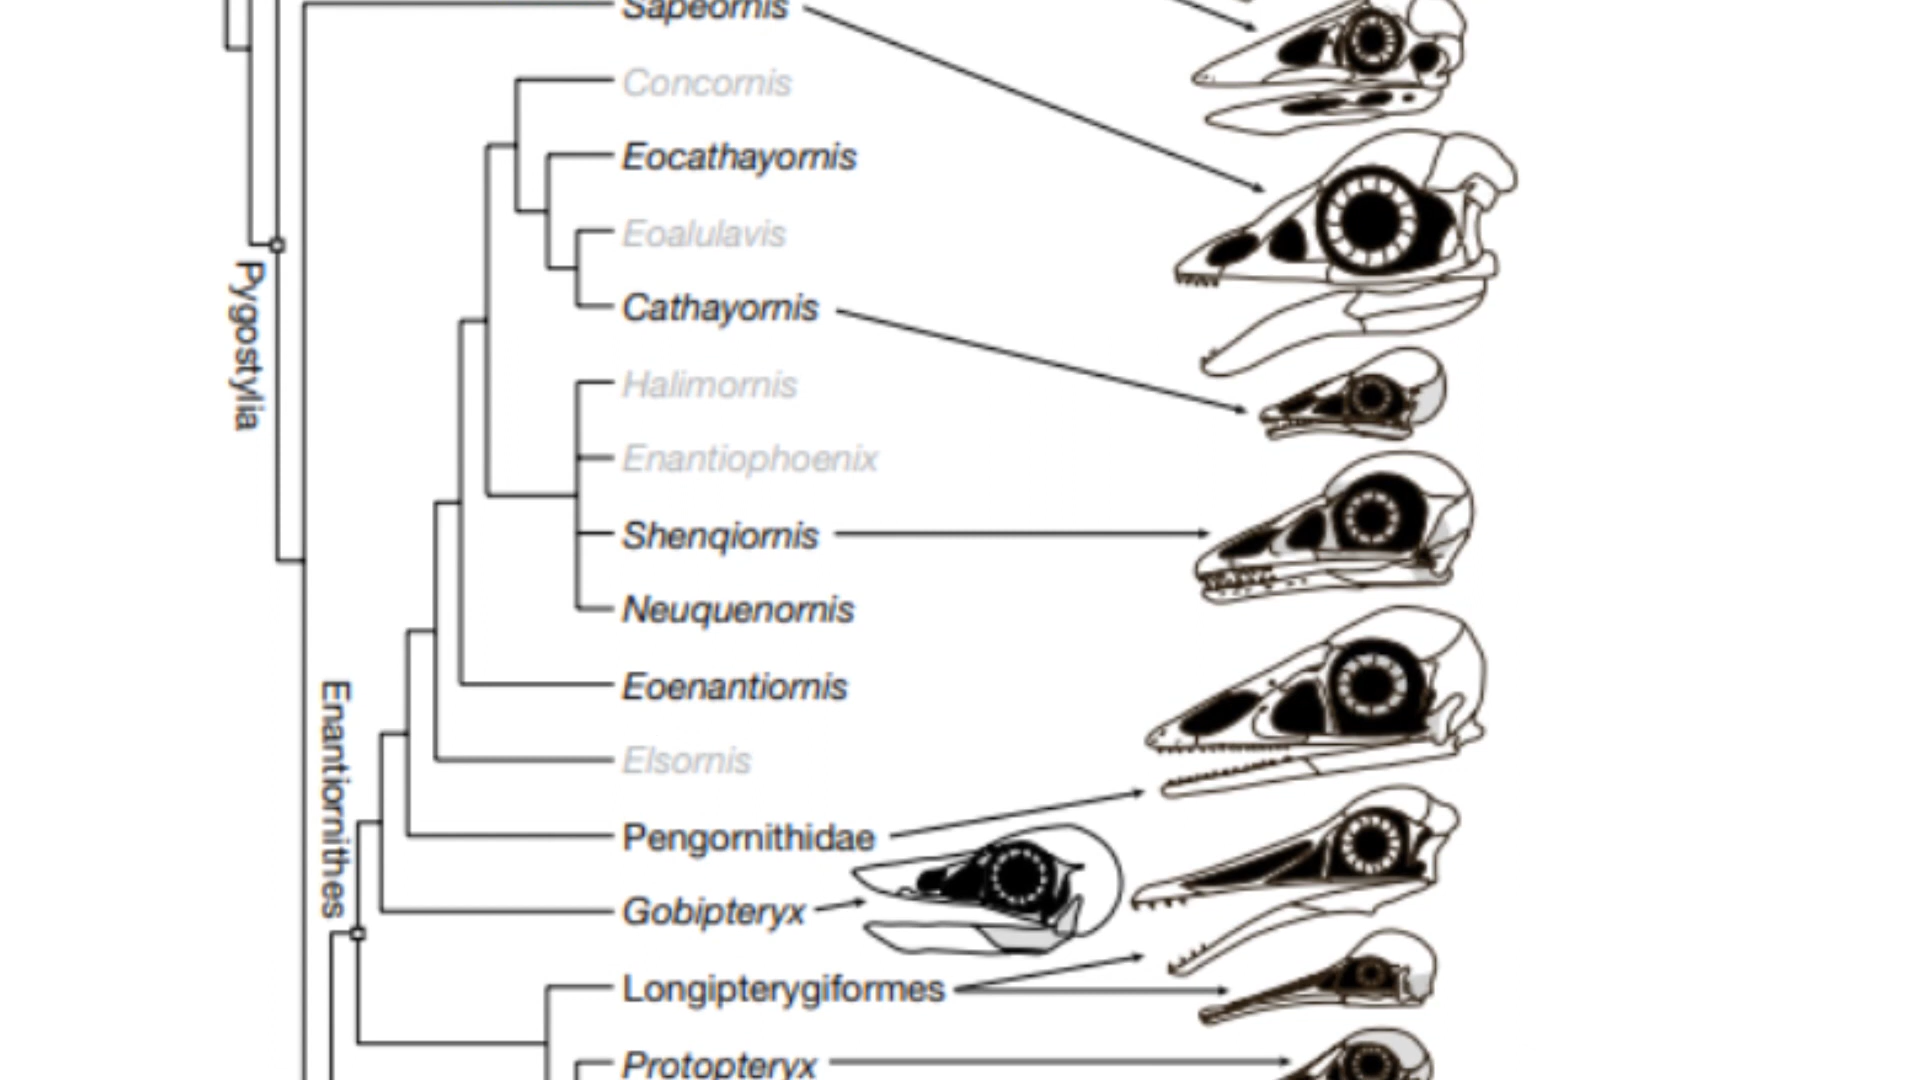 Sapeornis
Concornis
Eocathayornis
Eoalulavis
Cathayornis
Halimornis
Enantiophoenix
Shenqiornis
Neuquenornis
Eoenantiornis
Elsornis
Pengornithidae
Gobipteryx
Longipterygiformes
Protopteryx
Pygostylia
Enantiornithes